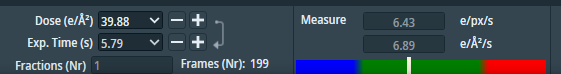 Dose (e/Å²) 39.88 Measure 6.43 e/px/s
Exp. Time (s) 5.79 6.89 e/Å²/s
Fractions (Nr) 1 Frames (Nr): 199